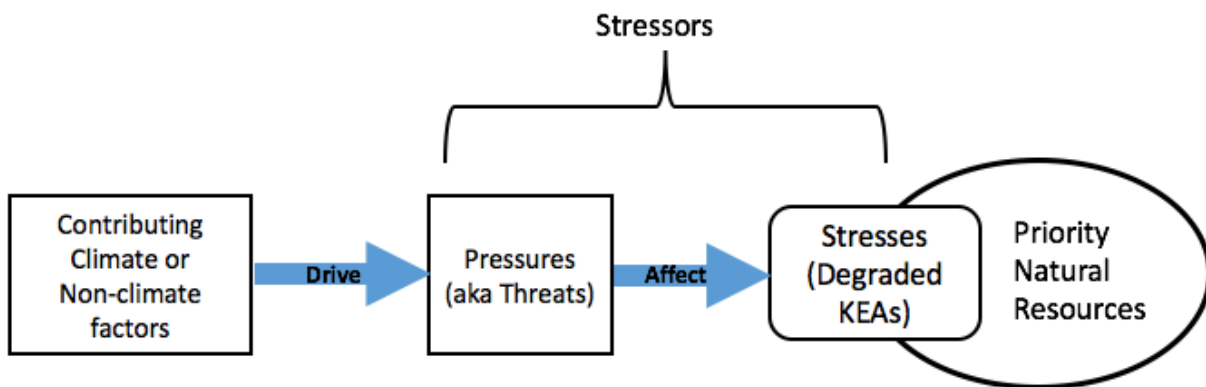 Stressors
Contributing
Climate or
Non-climate
factors
Drive
Pressures
(aka Threats)
Affect
Stresses
(Degraded
KEAs)
Priority
Natural
Resources